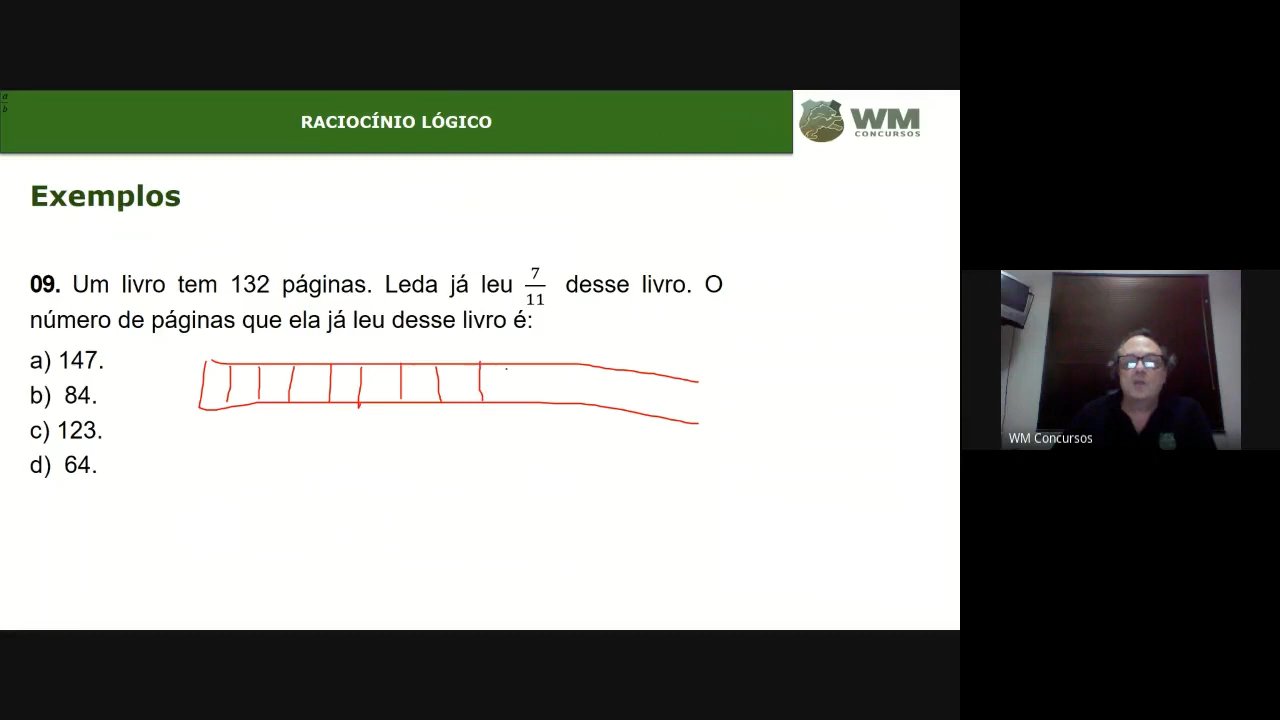 a
b
RACIOCÍNIO LÓGICO
WM
CONCURSOS
Exemplos
09. Um livro tem 132 páginas. Leda já leu 7/11 desse livro. O
número de páginas que ela já leu desse livro é:
a) 147.
b) 84.
c) 123.
d) 64.
WM Concursos